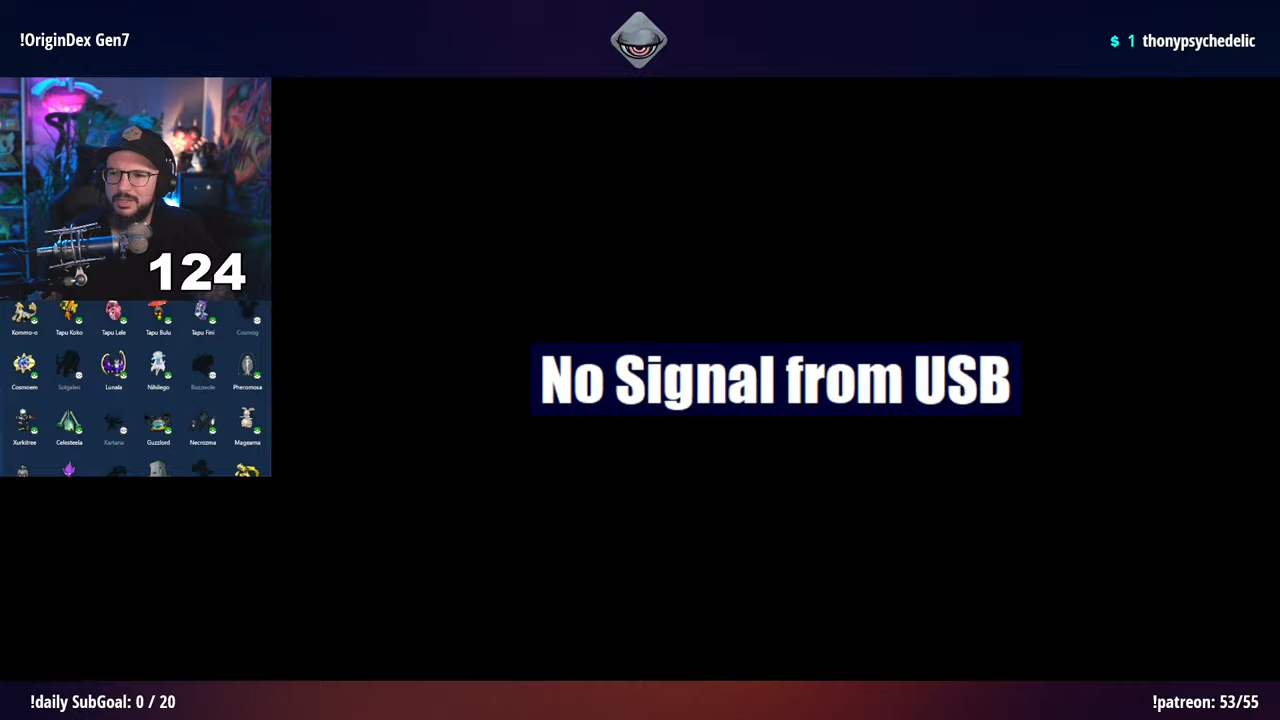 !OriginDex Gen7
$ 1 thonypsychedelic
124
Kommo-o Tapu Koko Tapu Lele Tapu Bulu Tapu Fini Cosmog
Cosmoem Solgaleo Lunala Nihilego Buzzwole Pheromosa
Xurkitree Celesteela Kartana Guzzlord Necrozma Magearna
No Signal from USB
!daily SubGoal: 0 / 20
!patreon: 53/55